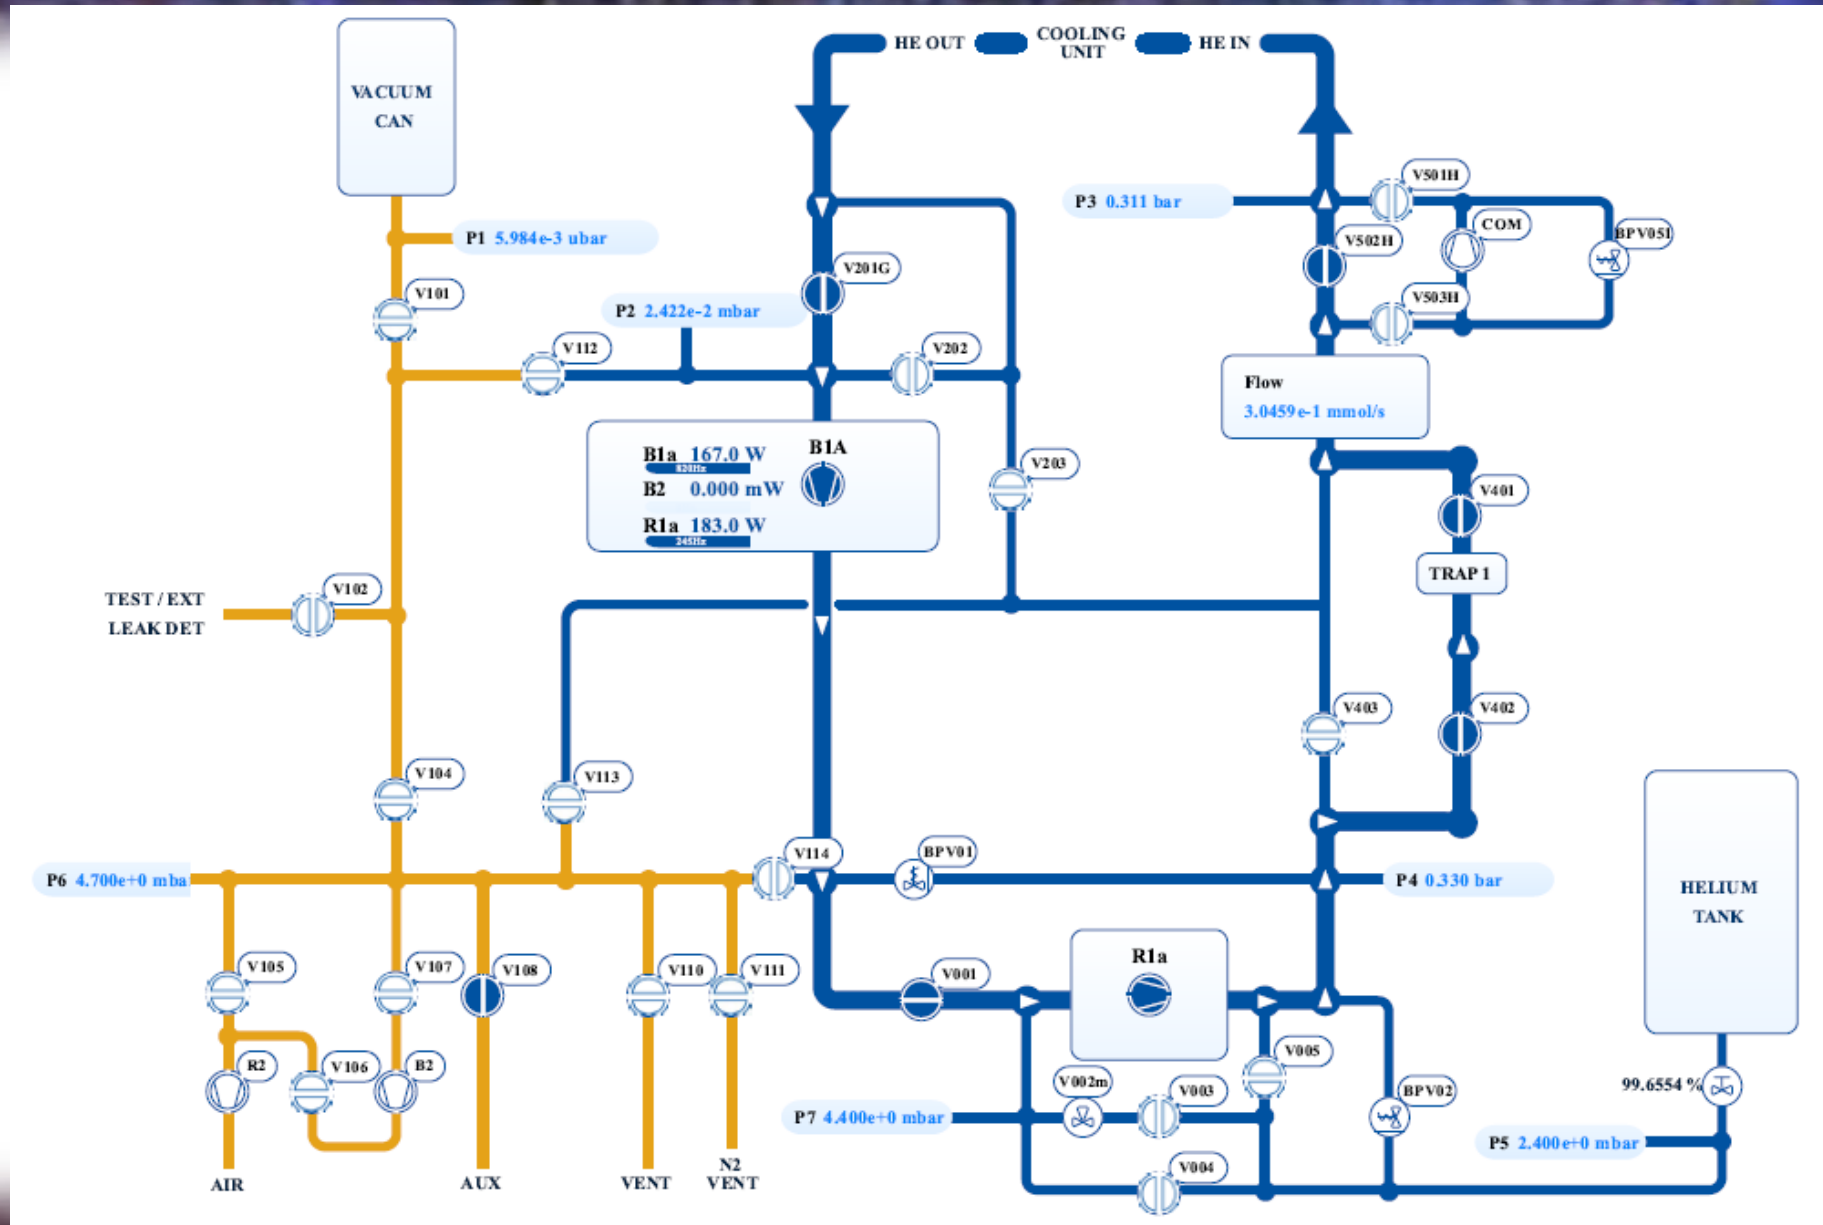 VACUUM
CAN
HE OUT
COOLING
UNIT
HE IN
P1 5.984e-3 ubar
V101
P2 2.422e-2 mbar
V112
V201G
V202
P3 0.311 bar
V501H
V502H
COM
BPV05I
V503H
Flow
3.0459e-1 mmol/s
B1a 167.0 W
820Hz
B2 0.000 mW
R1a 183.0 W
245Hz
B1A
V203
V401
TRAP 1
V402
V403
TEST / EXT
LEAK DET
V102
V104
V113
P6 4.700e+0 mba
V114
BPV01
P4 0.330 bar
HELIUM
TANK
V105
V107
V108
V110
V111
V001
R1a
R2
V106
B2
V002m
V003
V005
BPV02
99.6554 %
P7 4.400e+0 mbar
V004
P5 2.400e+0 mbar
AIR
AUX
VENT
N2
VENT